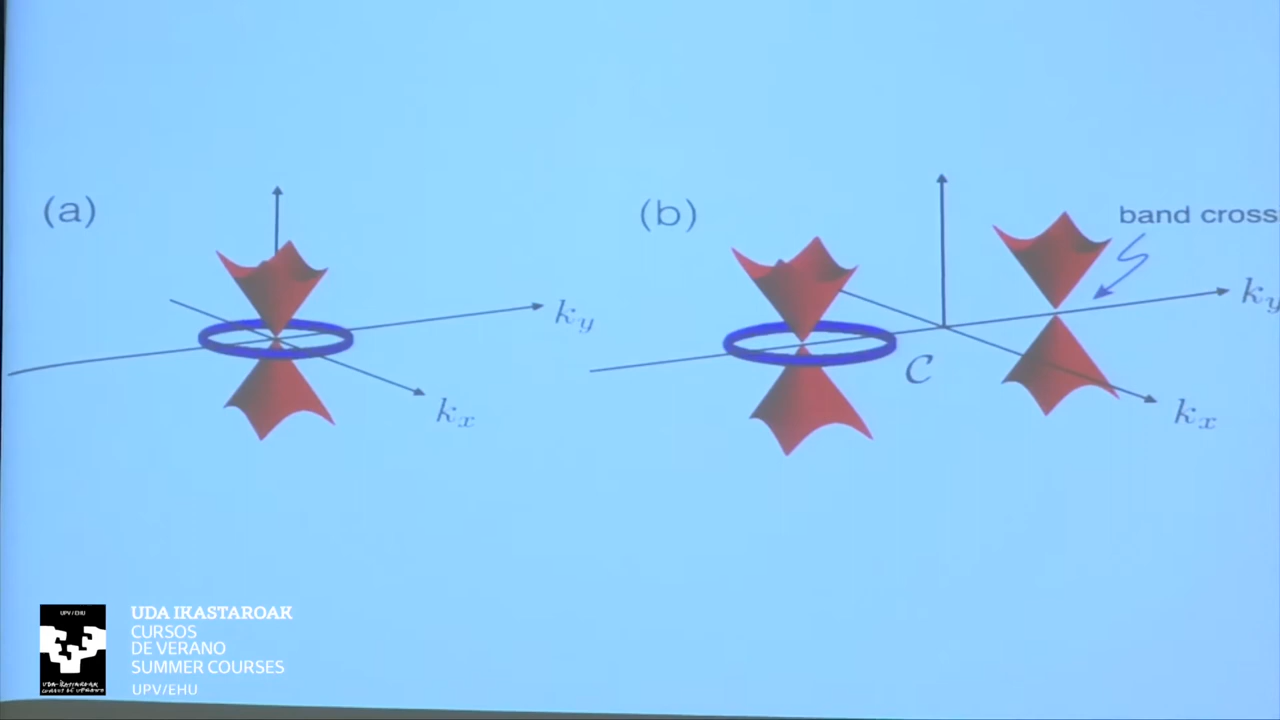 (a)
(b)
band cross
k_y
k_y
C
k_x
k_x
UPV / EHU
UDA IKASTAROAK
CURSOS
DE VERANO
SUMMER COURSES
UPV/EHU